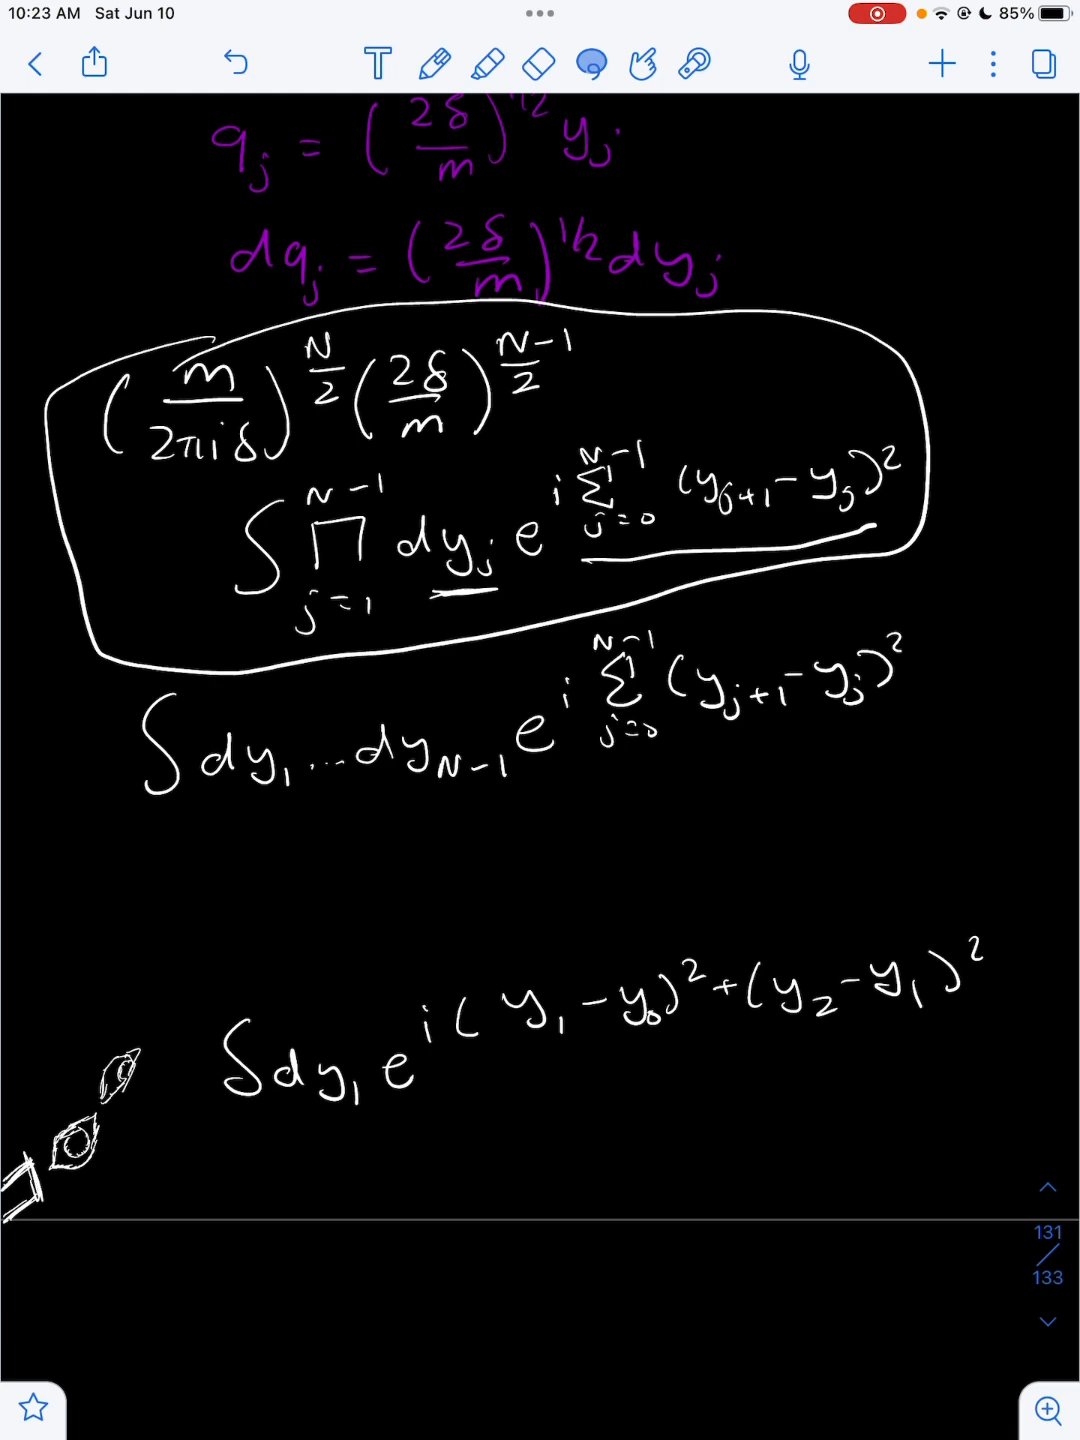 10:23 AM Sat Jun 10
85%
T
q_j = (2δ/m)^{1/2} y_j
dq_j = (2δ/m)^{1/2} dy_j
(m/2πiδ)^{N/2} (2δ/m)^{(N-1)/2}
∫ ∏_{j=1}^{N-1} dy_j e^{i ∑_{j=0}^{N-1} (y_{j+1} - y_j)^2}
∫ dy_1 ... dy_{N-1} e^{i ∑_{j=0}^{N-1} (y_{j+1} - y_j)^2}
∫ dy_1 e^{i (y_1 - y_0)^2 + (y_2 - y_1)^2}
131
/
133